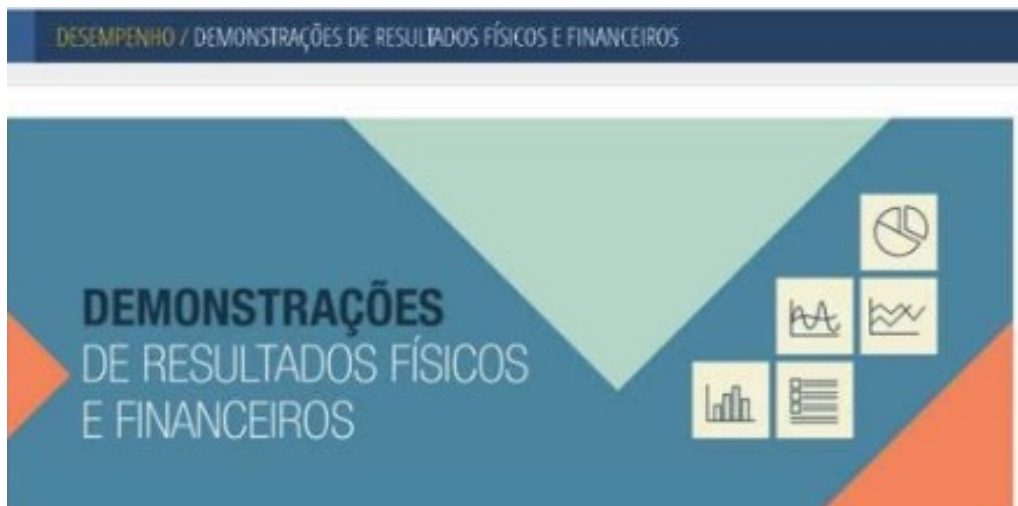 DESEMPENHO / DEMONSTRAÇÕES DE RESULTADOS FÍSICOS E FINANCEIROS
DEMONSTRAÇÕES
DE RESULTADOS FÍSICOS
E FINANCEIROS